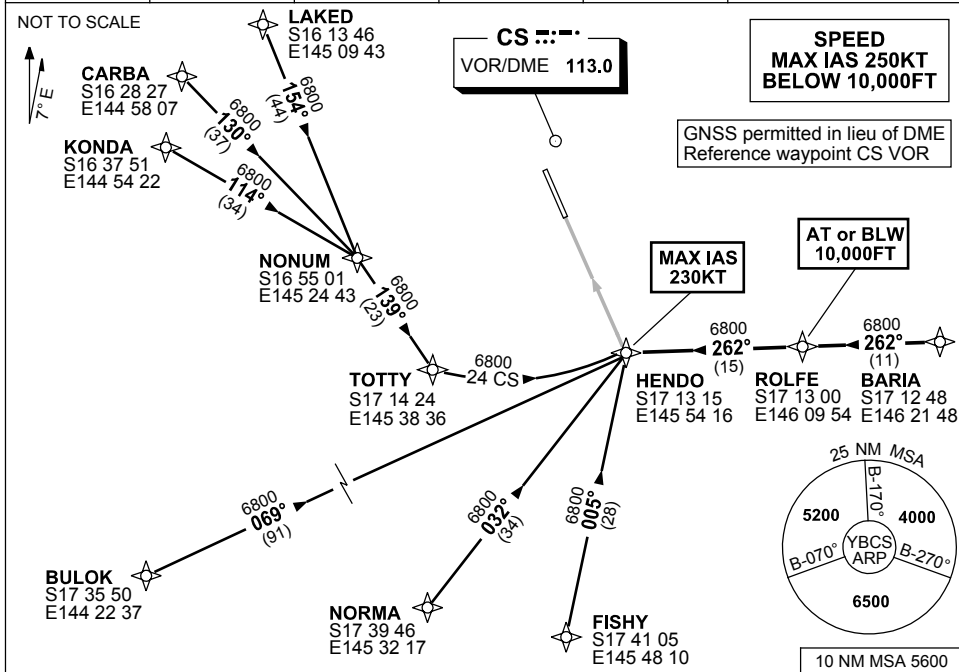 NOT TO SCALE
7° E
LAKED
S16 13 46
E145 09 43
CARBA
S16 28 27
E144 58 07
KONDA
S16 37 51
E144 54 22
6800
154°
(44)
6800
130°
(37)
6800
114°
(34)
CS
VOR/DME 113.0
SPEED
MAX IAS 250KT
BELOW 10,000FT
GNSS permitted in lieu of DME
Reference waypoint CS VOR
NONUM
S16 55 01
E145 24 43
6800
139°
(23)
MAX IAS
230KT
AT or BLW
10,000FT
TOTTY
S17 14 24
E145 38 36
6800
24 CS
HENDO
S17 13 15
E145 54 16
6800
262°
(15)
ROLFE
S17 13 00
E146 09 54
6800
262°
(11)
BARIA
S17 12 48
E146 21 48
6800
069°
(91)
BULOK
S17 35 50
E144 22 37
6800
032°
(34)
NORMA
S17 39 46
E145 32 17
6800
005°
(28)
FISHY
S17 41 05
E145 48 10
25 NM MSA
B-170°
5200
4000
YBCS
ARP
B-070°
B-270°
6500
10 NM MSA 5600